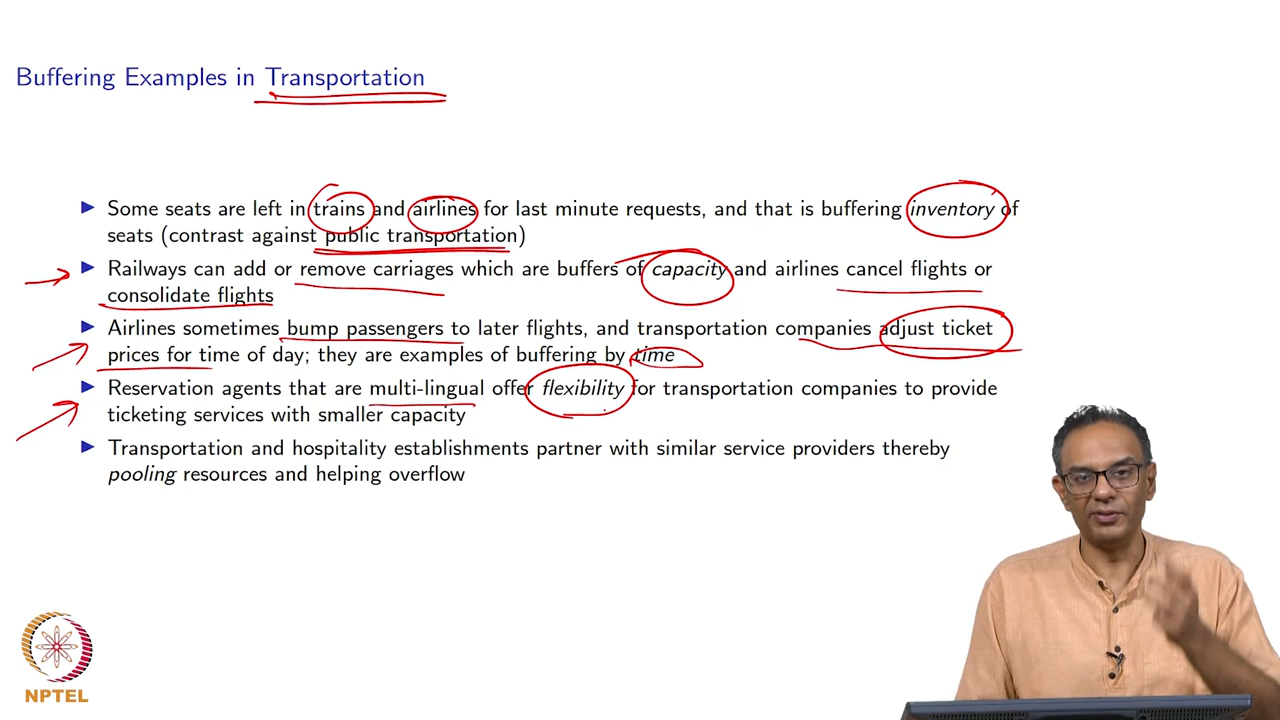 Buffering Examples in Transportation
Some seats are left in trains and airlines for last minute requests, and that is buffering inventory of
seats (contrast against public transportation)
Railways can add or remove carriages which are buffers of capacity and airlines cancel flights or
consolidate flights
Airlines sometimes bump passengers to later flights, and transportation companies adjust ticket
prices for time of day; they are examples of buffering by time
Reservation agents that are multi-lingual offer flexibility for transportation companies to provide
ticketing services with smaller capacity
Transportation and hospitality establishments partner with similar service providers thereby
pooling resources and helping overflow
NPTEL